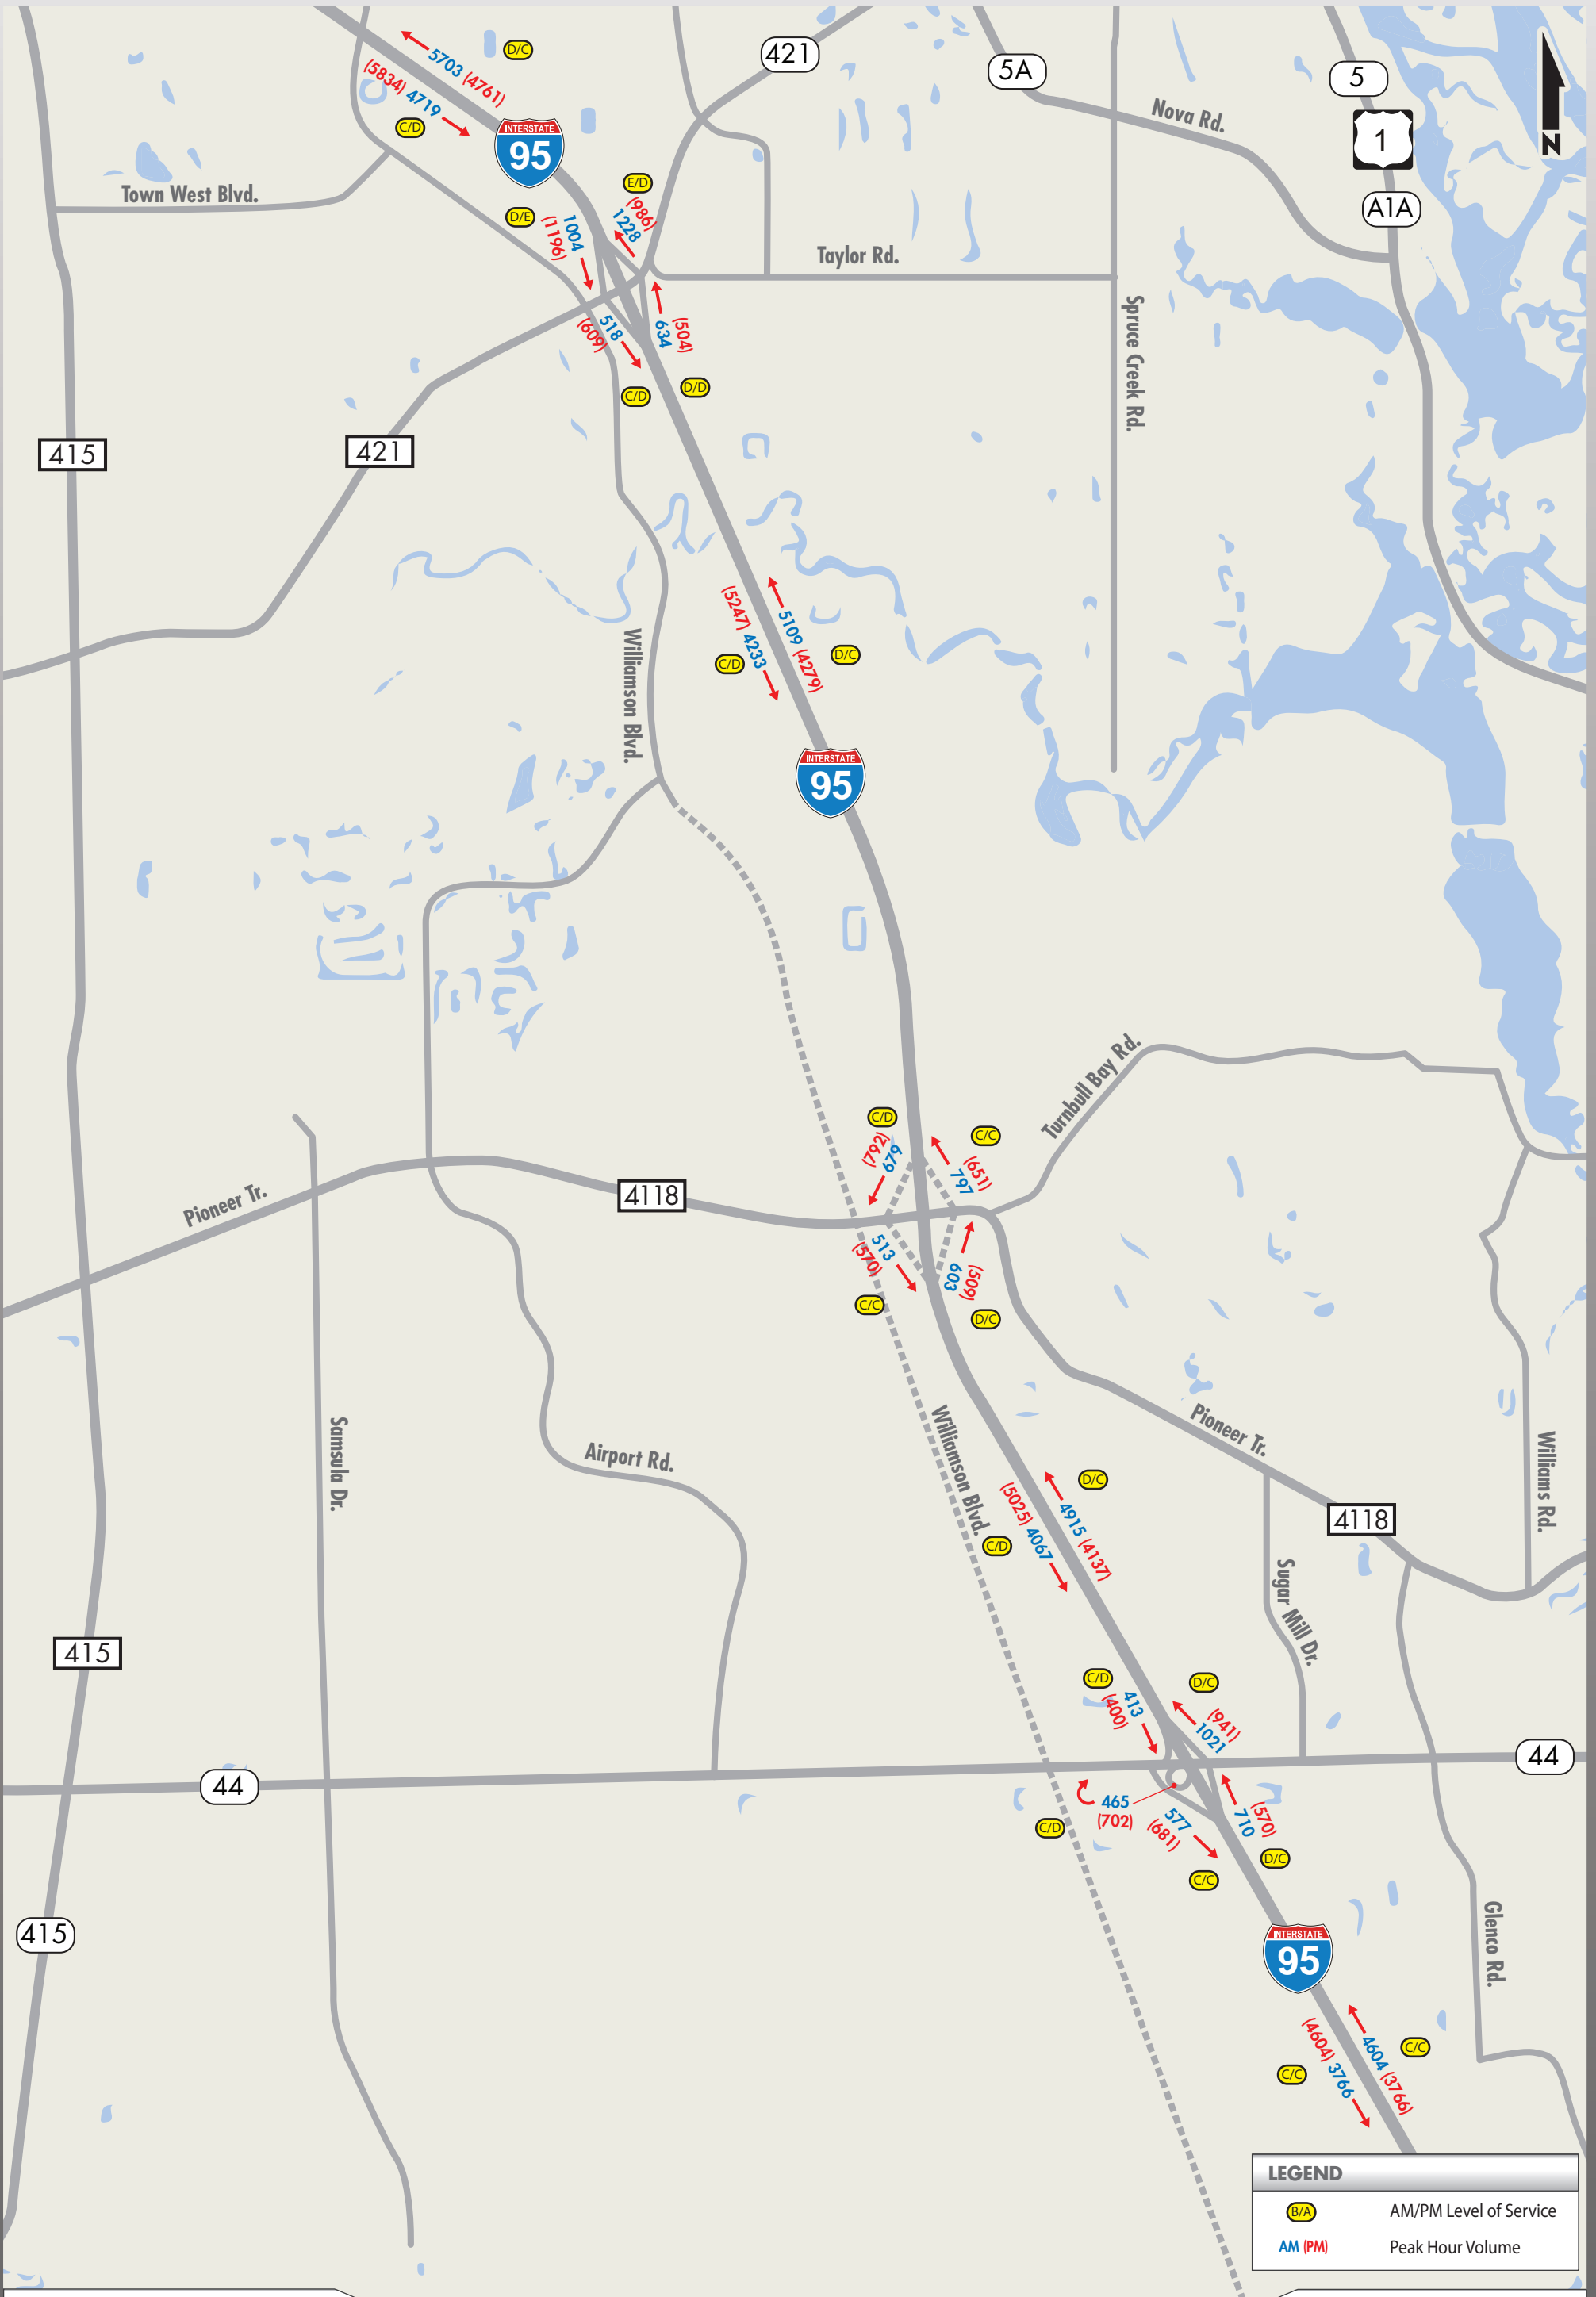 421
5A
5
1
A1A
N
Nova Rd.
D/C
5703 (4761)
(5834) 4719
C/D
INTERSTATE
95
Town West Blvd.
E/D
(986)
1228
D/E
1004
(1196)
Taylor Rd.
Spruce Creek Rd.
518
(609)
634
(504)
C/D
D/D
415
421
5109 (4279)
(5247) 4233
C/D
D/C
Williamson Blvd.
INTERSTATE
95
Turnbull Bay Rd.
C/D
(792)
679
C/C
(651)
797
Pioneer Tr.
4118
513
(570)
603
(509)
C/C
D/C
Samsula Dr.
Airport Rd.
Williamson Blvd.
Pioneer Tr.
Williams Rd.
D/C
4915 (4137)
(5025) 4067
C/D
4118
Sugar Mill Dr.
415
C/D
413
(400)
D/C
(941)
1021
44
44
465
(702)
C/D
577
(681)
C/C
710
(570)
D/C
415
Glenco Rd.
INTERSTATE
95
4604 (3766)
(4604) 3766
C/C
C/C
LEGEND
B/A AM/PM Level of Service
AM (PM) Peak Hour Volume